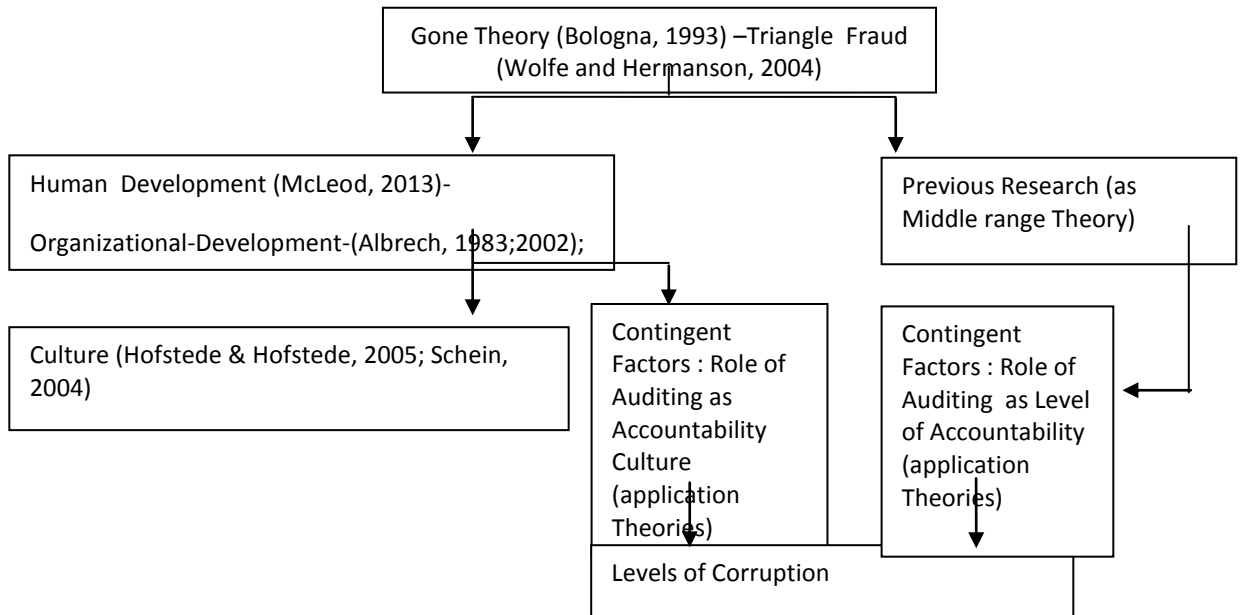 Gone Theory (Bologna, 1993) –Triangle Fraud
(Wolfe and Hermanson, 2004)
Human Development (McLeod, 2013)-
Organizational-Development-(Albrech, 1983;2002);
Previous Research (as
Middle range Theory)
Culture (Hofstede & Hofstede, 2005; Schein,
2004)
Contingent
Factors : Role of
Auditing as
Accountability
Culture
(application
Theories)
Contingent
Factors : Role of
Auditing as Level
of Accountability
(application
Theories)
Levels of Corruption